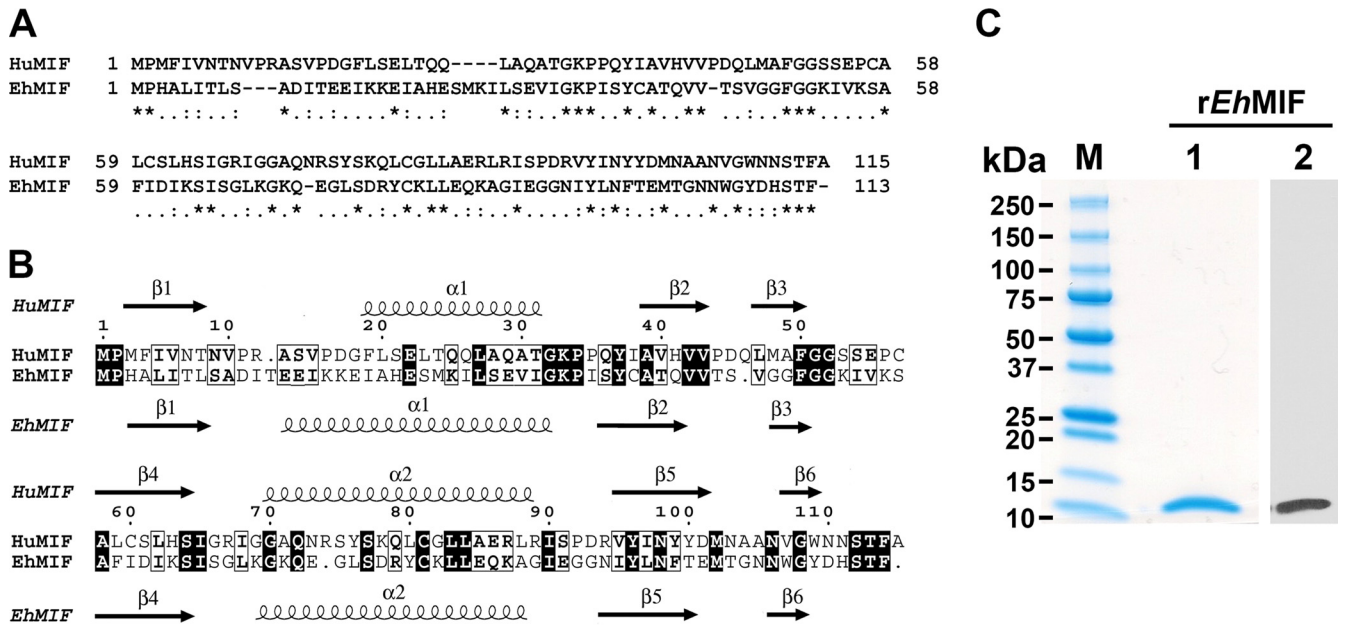 A
HuMIF 1 MPMFIVNTNVPRASVPDGFLSELTQQ----LAQATGKPPQYIAVHVVPDQLMAFGGSSEPCA 58
EhMIF 1 MPHALITLS---ADITEEIKKEIAHESMKILSEVIGKPISYCATQVV-TSVGGFGGKIVKSA 58
HuMIF 59 LCSLHSIGRIGGAQNRSYSKQLCGLLAERLRISPDRVYINYYDMNAANVGWNNSTFA 115
EhMIF 59 FIDIKSISGLKGKQ-EGLSDRYCKLLEQKAGIEGGNIYLNFTEMTGNNWGYDHSTF- 113
B
β1 α1 β2 β3
HuMIF
1 10 20 30 40 50
HuMIF MPMFIVNTNVPR.ASVPDGFLSELTQQLAQATGKPPQYIAVHVVPDQLMAFGGSSEPC
EhMIF MPHALITLSADITEEIKKEIAHESMKILSEVIGKPISYCATQVVTS.VGGFGGKIVKS
β1 α1 β2 β3
EhMIF
β4 α2 β5 β6
HuMIF
60 70 80 90 100 110
HuMIF ALCSLHSIGRIGGAQNRSYSKQLCGLLAERLRISPDRVYINYYDMNAANVGWNNSTFA
EhMIF AFIDIKSISGLKGKQE.GLSDRYCKLLEQKAGIEGGNIYLNFTEMTGNNWGYDHSTF.
β4 α2 β5 β6
EhMIF
C
rEhMIF
kDa M 1 2
250
150
100
75
50
37
25
20
15
10